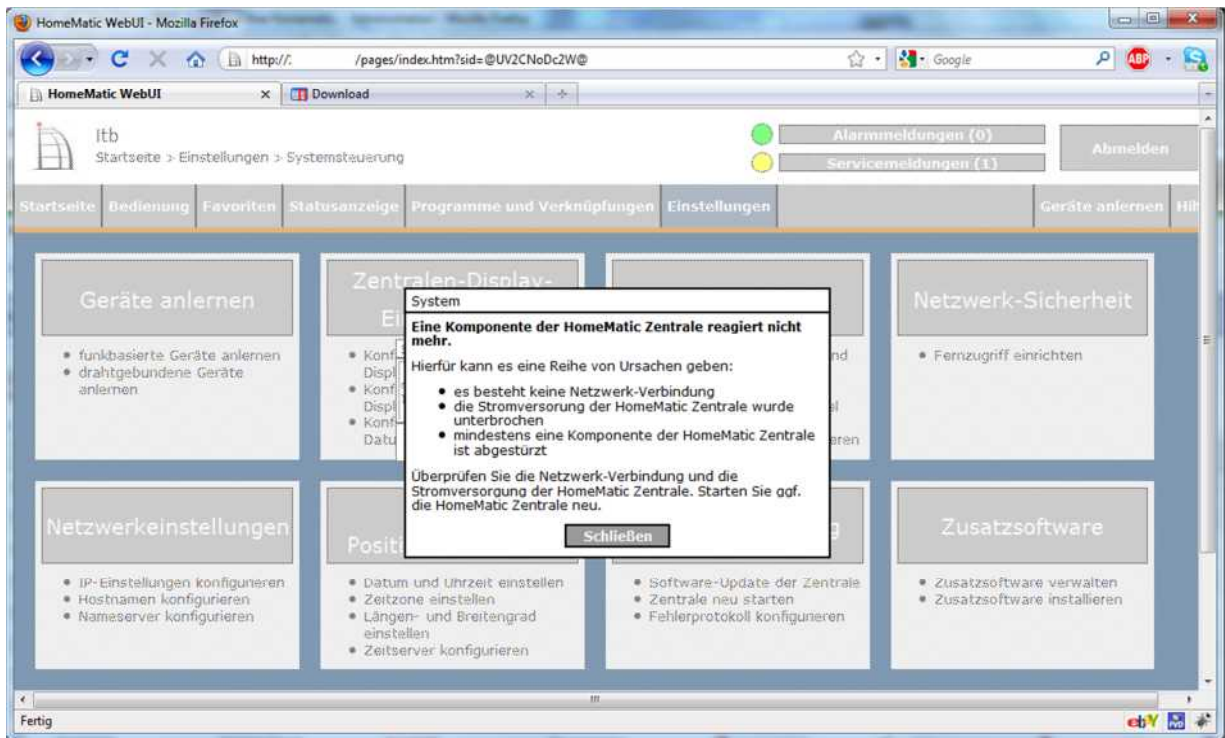 HomeMatic WebUI - Mozilla Firefox
http://: /pages/index.htm?sid=@UV2CNoDc2W@
Google
ABP
HomeMatic WebUI
Download
ltb
Startseite > Einstellungen > Systemsteuerung
Alarmmeldungen (0)
Servicemeldungen (1)
Abmelden
Startseite Bedienung Favoriten Statusanzeige Programme und Verknüpfungen Einstellungen Geräte anlernen
Geräte anlernen
• funkbasierte Geräte anlernen
• drahtgebundene Geräte
anlernen
Zentralen-Display-
Netzwerk-Sicherheit
• Fernzugriff einrichten
System
Eine Komponente der HomeMatic Zentrale reagiert nicht
mehr.
Hierfür kann es eine Reihe von Ursachen geben:
• es besteht keine Netzwerk-Verbindung
• die Stromversorung der HomeMatic Zentrale wurde
unterbrochen
• mindestens eine Komponente der HomeMatic Zentrale
ist abgestürzt
Überprüfen Sie die Netzwerk-Verbindung und die
Stromversorgung der HomeMatic Zentrale. Starten Sie ggf.
die HomeMatic Zentrale neu.
Schließen
Netzwerkeinstellungen
• IP-Einstellungen konfigurieren
• Hostnamen konfigurieren
• Nameserver konfigurieren
• Datum und Uhrzeit einstellen
• Zeitzone einstellen
• Längen- und Breitengrad
einstellen
• Zeitserver konfigurieren
• Software-Update der Zentrale
• Zentrale neu starten
• Fehlerprotokoll konfigurieren
Zusatzsoftware
• Zusatzsoftware verwalten
• Zusatzsoftware installieren
Fertig
ebY